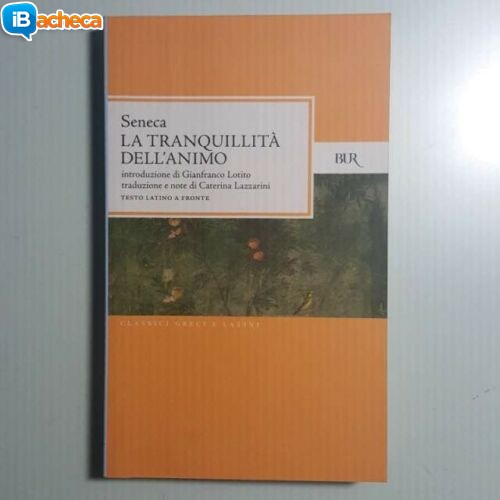 iBacheca
Seneca
LA TRANQUILLITÀ
DELL'ANIMO
introduzione di Gianfranco Lotito
traduzione e note di Caterina Lazzarini
TESTO LATINO A FRONTE
BUR
CLASSICI GRECI E LATINI